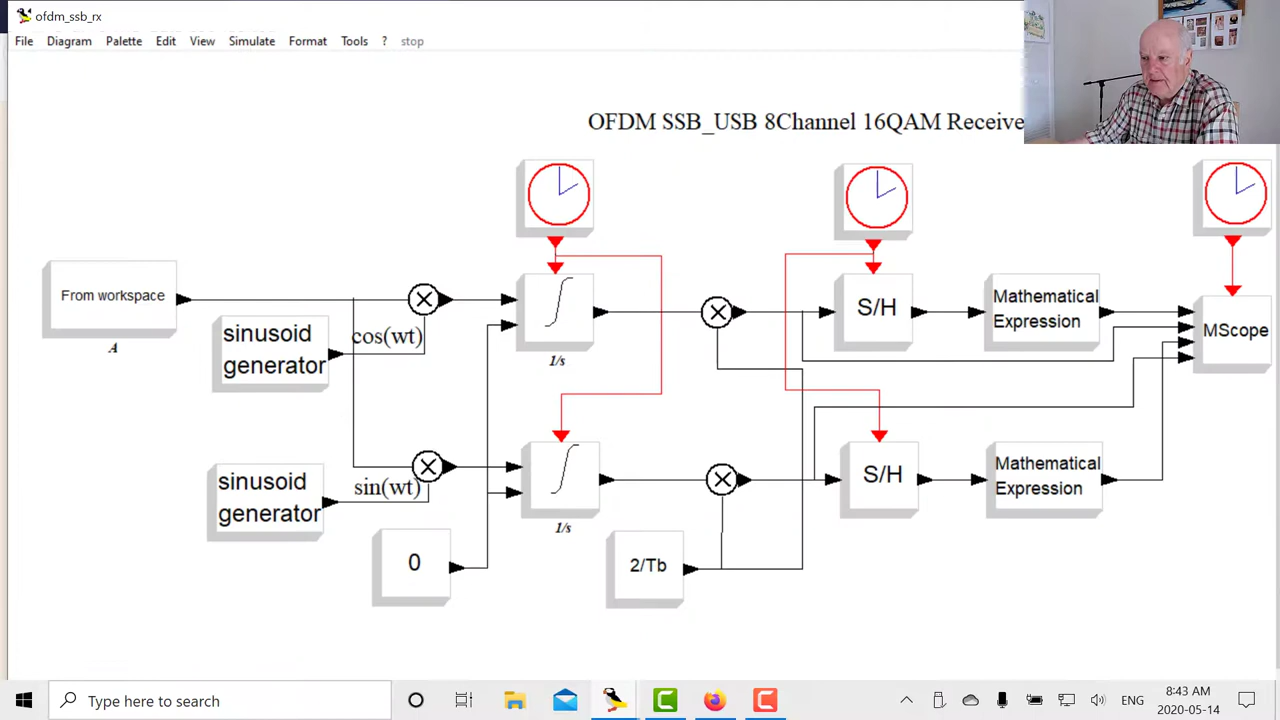 ofdm_ssb_rx
File Diagram Palette Edit View Simulate Format Tools ? stop
OFDM SSB_USB 8Channel 16QAM Receive
From workspace
A
sinusoid
generator
cos(wt)
1/s
S/H
Mathematical
Expression
MScope
sinusoid
generator
sin(wt)
1/s
S/H
Mathematical
Expression
0
2/Tb
Type here to search
ENG
8:43 AM
2020-05-14